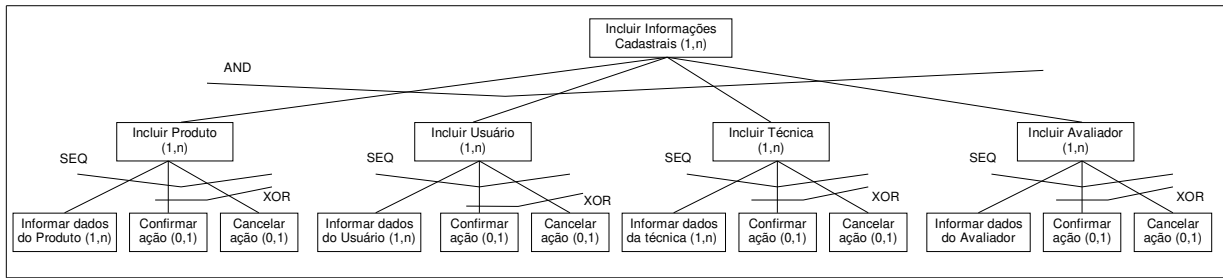 Incluir Informações
Cadastrais (1,n)
AND
Incluir Produto
(1,n)
Incluir Usuário
(1,n)
Incluir Técnica
(1,n)
Incluir Avaliador
(1,n)
SEQ
SEQ
SEQ
SEQ
XOR
XOR
XOR
XOR
Informar dados
do Produto (1,n)
Confirmar
ação (0,1)
Cancelar
ação (0,1)
Informar dados
do Usuário (1,n)
Confirmar
ação (0,1)
Cancelar
ação (0,1)
Informar dados
da técnica (1,n)
Confirmar
ação (0,1)
Cancelar
ação (0,1)
Informar dados
do Avaliador
Confirmar
ação (0,1)
Cancelar
ação (0,1)